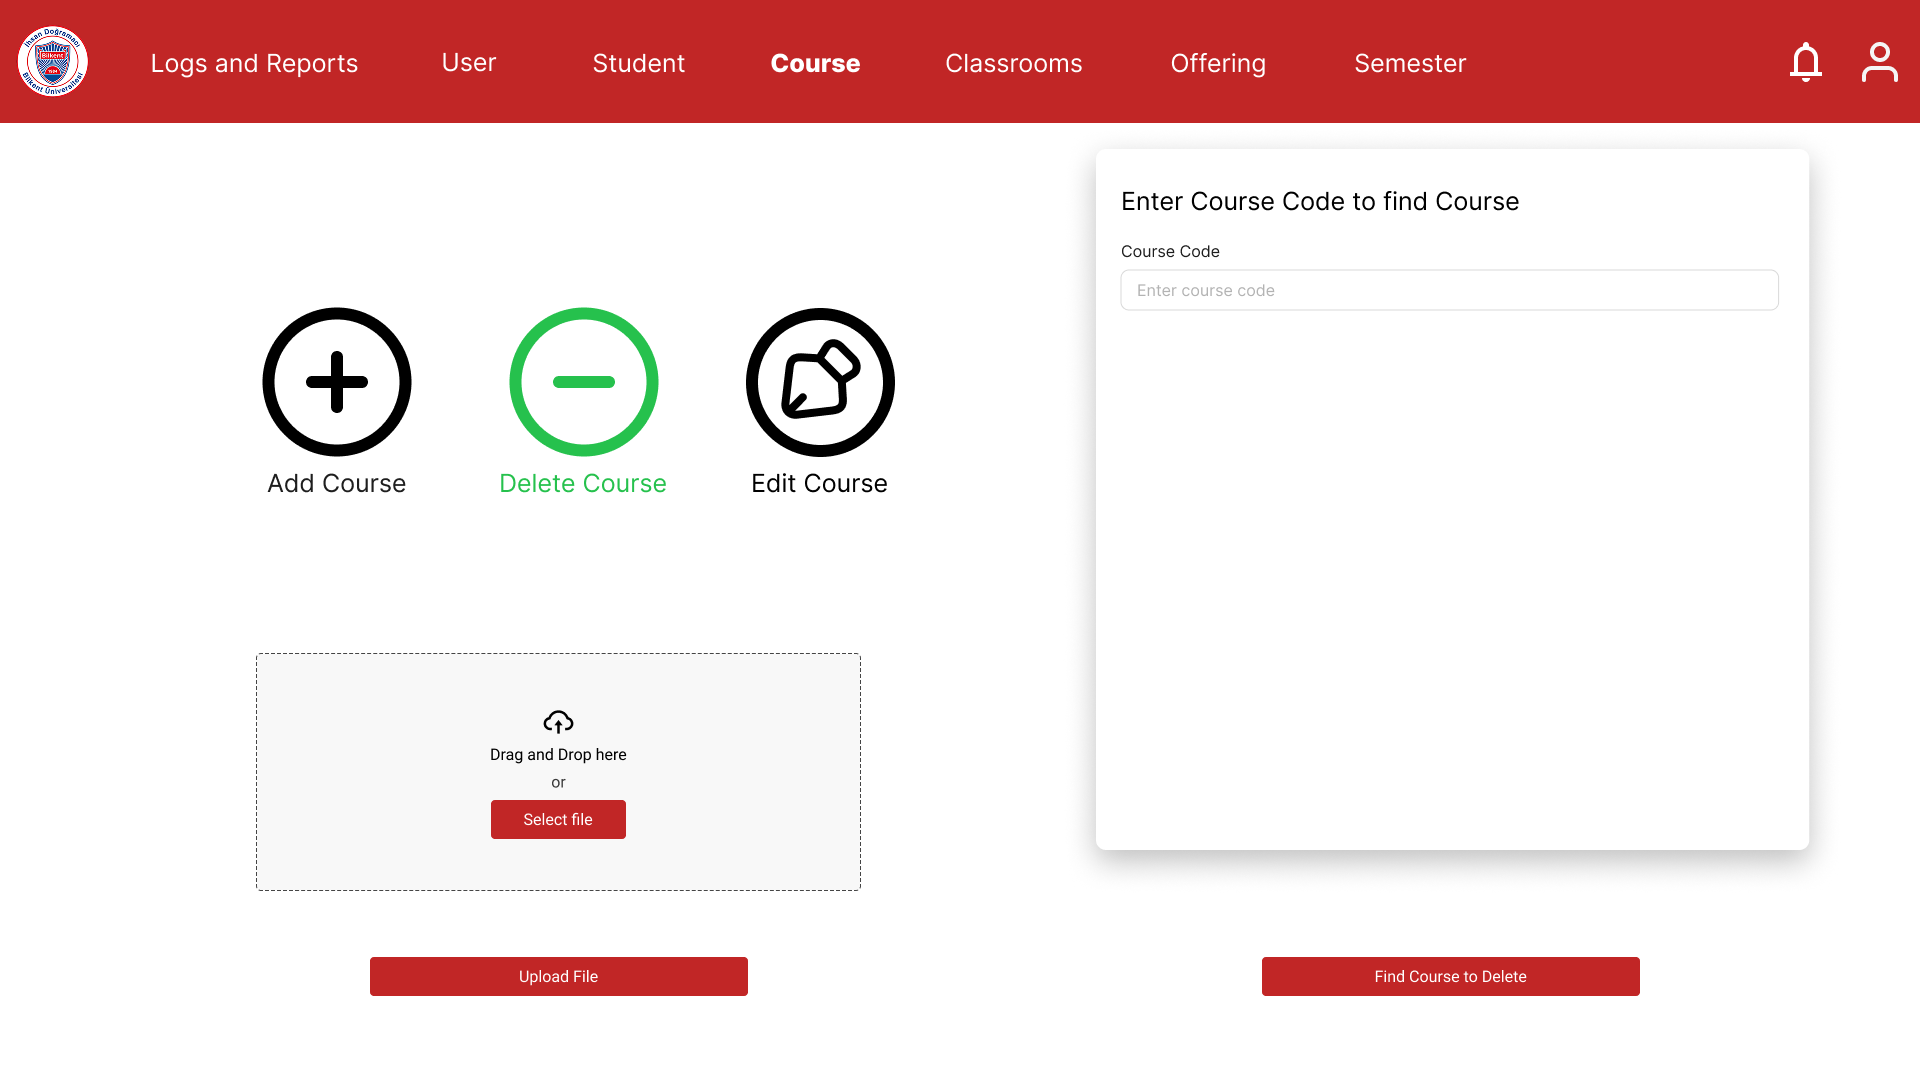 İhsan Doğramacı
Bilkent
1984
Bilkent Üniversitesi
Logs and Reports
User
Student
Course
Classrooms
Offering
Semester
Add Course
Delete Course
Edit Course
Drag and Drop here
or
Select file
Upload File
Enter Course Code to find Course
Course Code
Enter course code
Find Course to Delete